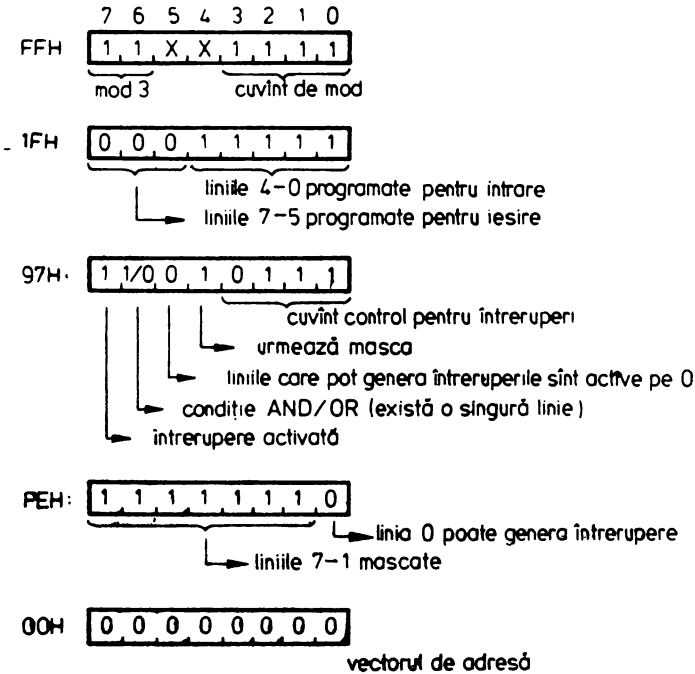 7 6 5 4 3 2 1 0
FFH 1 1 X X 1 1 1 1
mod 3 cuvînt de mod
1FH 0 0 0 1 1 1 1 1
liniile 4-0 programate pentru intrare
liniile 7-5 programate pentru iesire
97H: 1 1/0 0 1 0 1 1 1
cuvînt control pentru întreruperi
urmează masca
liniile care pot genera întreruperile sînt active pe 0
condiție AND/OR (există o singură linie)
întrerupere activată
PEH: 1 1 1 1 1 1 1 0
linia 0 poate genera întrerupere
liniile 7-1 mascate
00H 0 0 0 0 0 0 0 0
vectorul de adresă